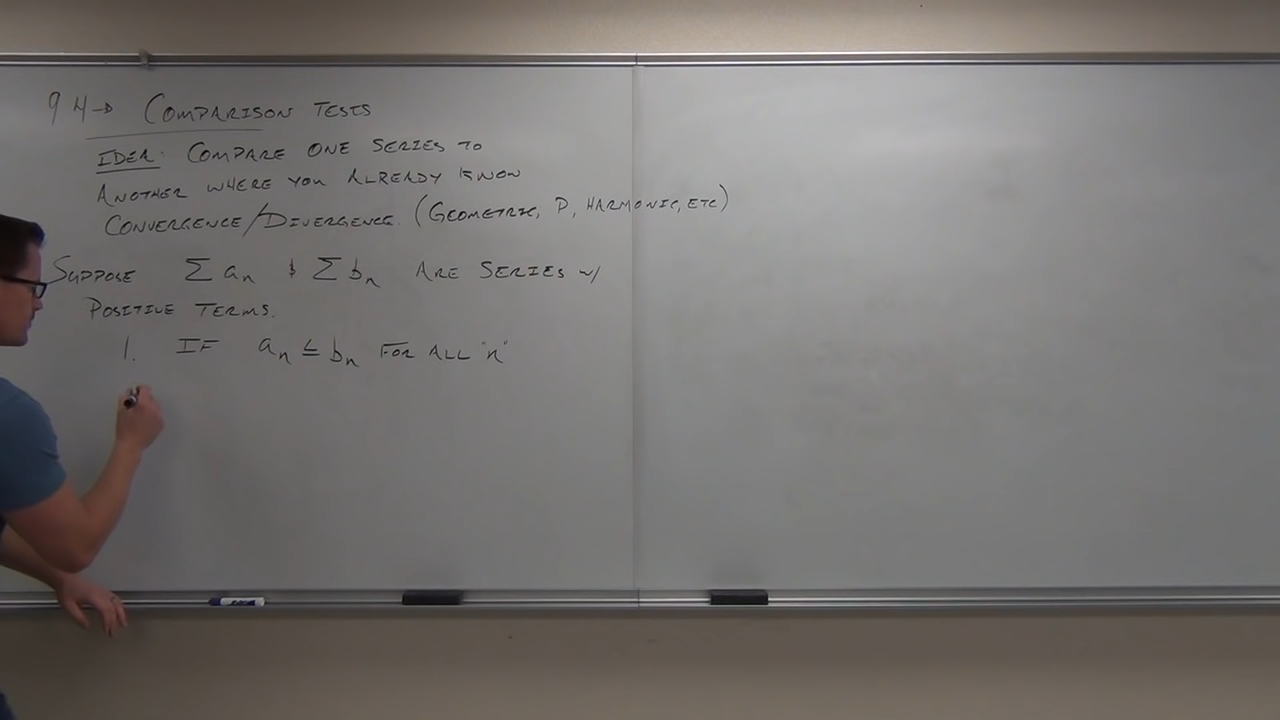 9.4→ COMPARISON TESTS
IDEA: COMPARE ONE SERIES TO
ANOTHER WHERE YOU ALREADY KNOW
CONVERGENCE/DIVERGENCE. (GEOMETRIC, P, HARMONIC, ETC)
SUPPOSE Σ aₙ & Σ bₙ ARE SERIES w/
POSITIVE TERMS.
1. IF aₙ ≤ bₙ FOR ALL "n"